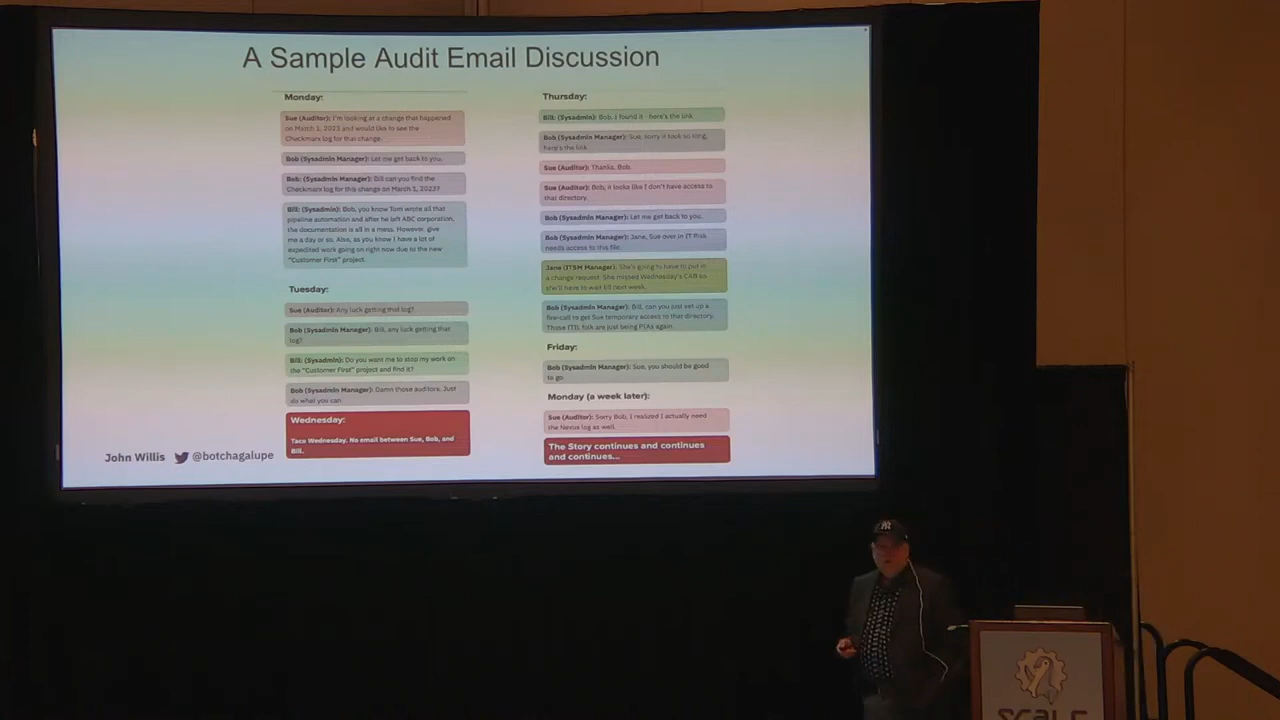 A Sample Audit Email Discussion
Monday:
Sue (Auditor): I'm looking at a change that happened
on March 1, 2023 and would like to see the
Checkmarx log for that change.
Bob (Sysadmin Manager): Let me get back to you.
Bob: (Sysadmin Manager): Bill can you find the
Checkmarx log for this change on March 1, 2023?
Bill: (Sysadmin): Bob, you know Tom wrote all that
pipeline automation and after he left ABC corporation,
the documentation is all in a mess. However, give
me a day or so. Also, as you know I have a lot of
expedited work going on right now due to the new
"Customer First" project.
Tuesday:
Sue (Auditor): Any luck getting that log?
Bob (Sysadmin Manager): Bill, any luck getting that
log?
Bill: (Sysadmin): Do you want me to stop my work on
the "Customer First" project and find it?
Bob (Sysadmin Manager): Damn those auditors. Just
do what you can.
Wednesday:
Taco Wednesday. No email between Sue, Bob, and
Bill.
Thursday:
Bill: (Sysadmin): Bob, I found it - here's the link.
Bob (Sysadmin Manager): Sue, sorry it took so long,
here's the link.
Sue (Auditor): Thanks, Bob.
Sue (Auditor): Bob, it looks like I don't have access to
that directory.
Bob (Sysadmin Manager): Let me get back to you.
Bob (Sysadmin Manager): Jane, Sue over in IT Risk
needs access to this file.
Jane (ITSM Manager): She's going to have to put in
a change request. She missed Wednesday's CAB so
she'll have to wait till next week.
Bob (Sysadmin Manager): Bill, can you just set up a
fire-call to get Sue temporary access to that directory.
Those ITIL folk are just being PIAs again.
Friday:
Bob (Sysadmin Manager): Sue, you should be good
to go.
Monday (a week later):
Sue (Auditor): Sorry Bob, I realized I actually need
the Nexus log as well.
The Story continues and continues
and continues...
John Willis @botchagalupe
NY
SCALE